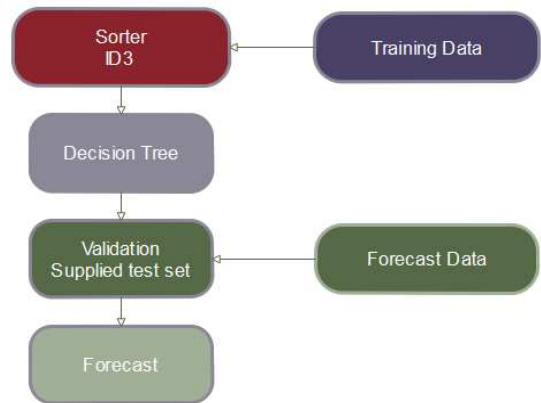 Sorter
ID3
Training Data
Decision Tree
Validation
Supplied test set
Forecast Data
Forecast